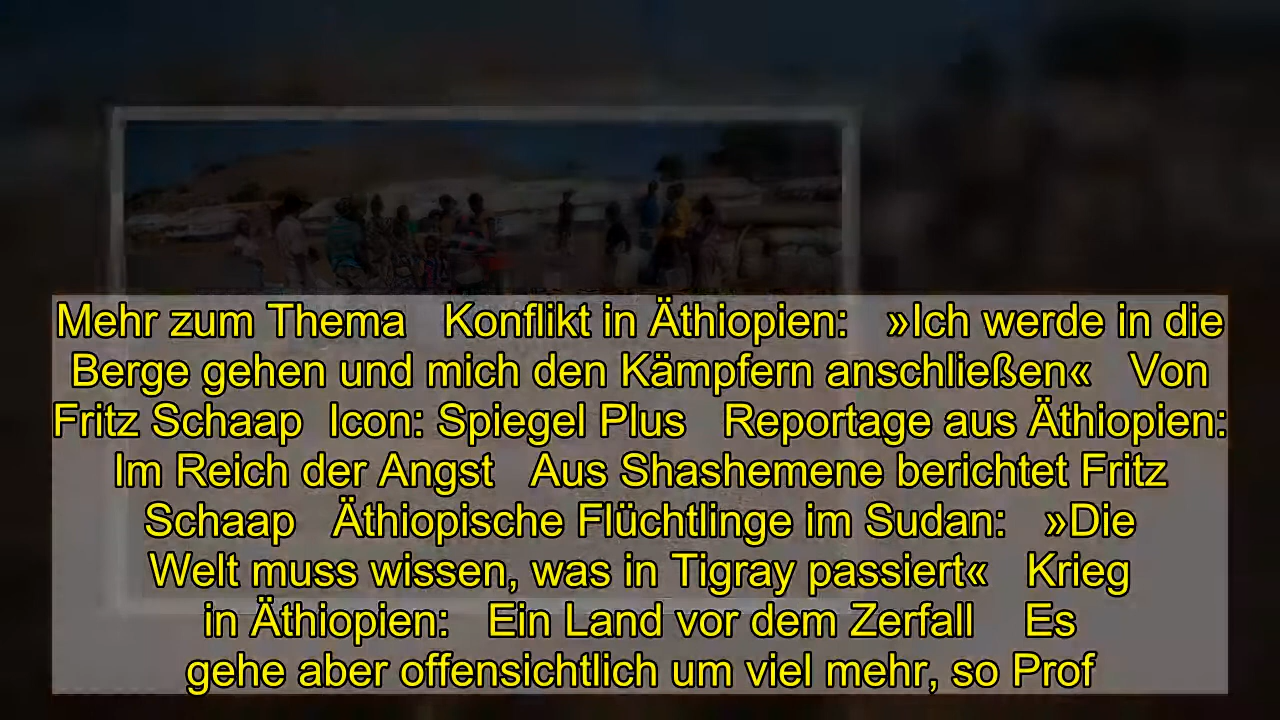 Mehr zum Thema   Konflikt in Äthiopien:   »Ich werde in die
Berge gehen und mich den Kämpfern anschließen«   Von
Fritz Schaap  Icon: Spiegel Plus   Reportage aus Äthiopien:
Im Reich der Angst   Aus Shashemene berichtet Fritz
Schaap   Äthiopische Flüchtlinge im Sudan:   »Die
Welt muss wissen, was in Tigray passiert«   Krieg
in Äthiopien:   Ein Land vor dem Zerfall    Es
gehe aber offensichtlich um viel mehr, so Prof